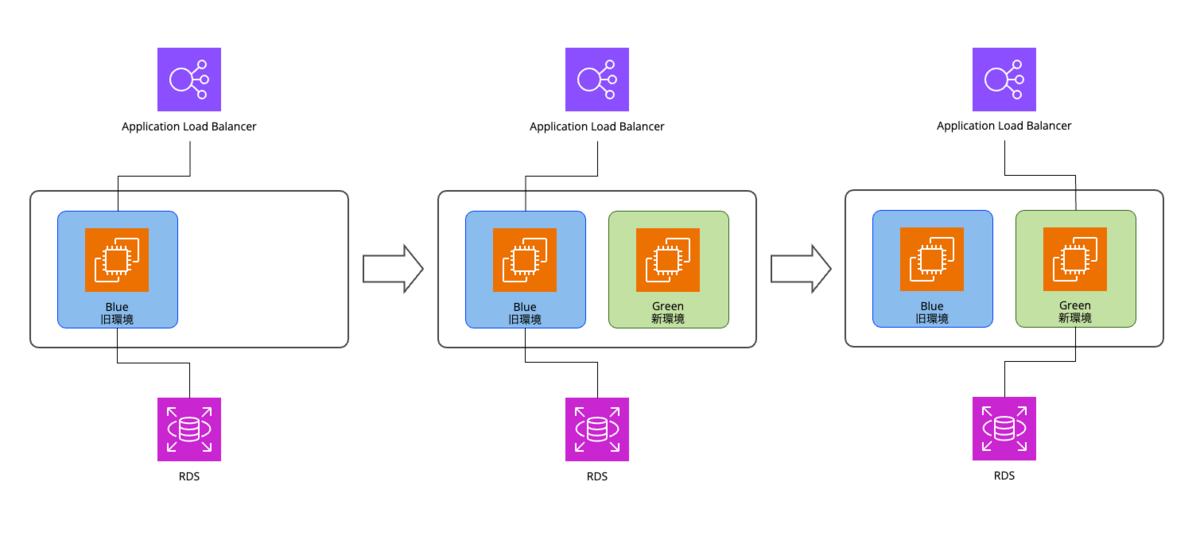 Application Load Balancer
Application Load Balancer
Application Load Balancer
Blue
旧環境
Blue
旧環境
Green
新環境
Blue
旧環境
Green
新環境
RDS
RDS
RDS